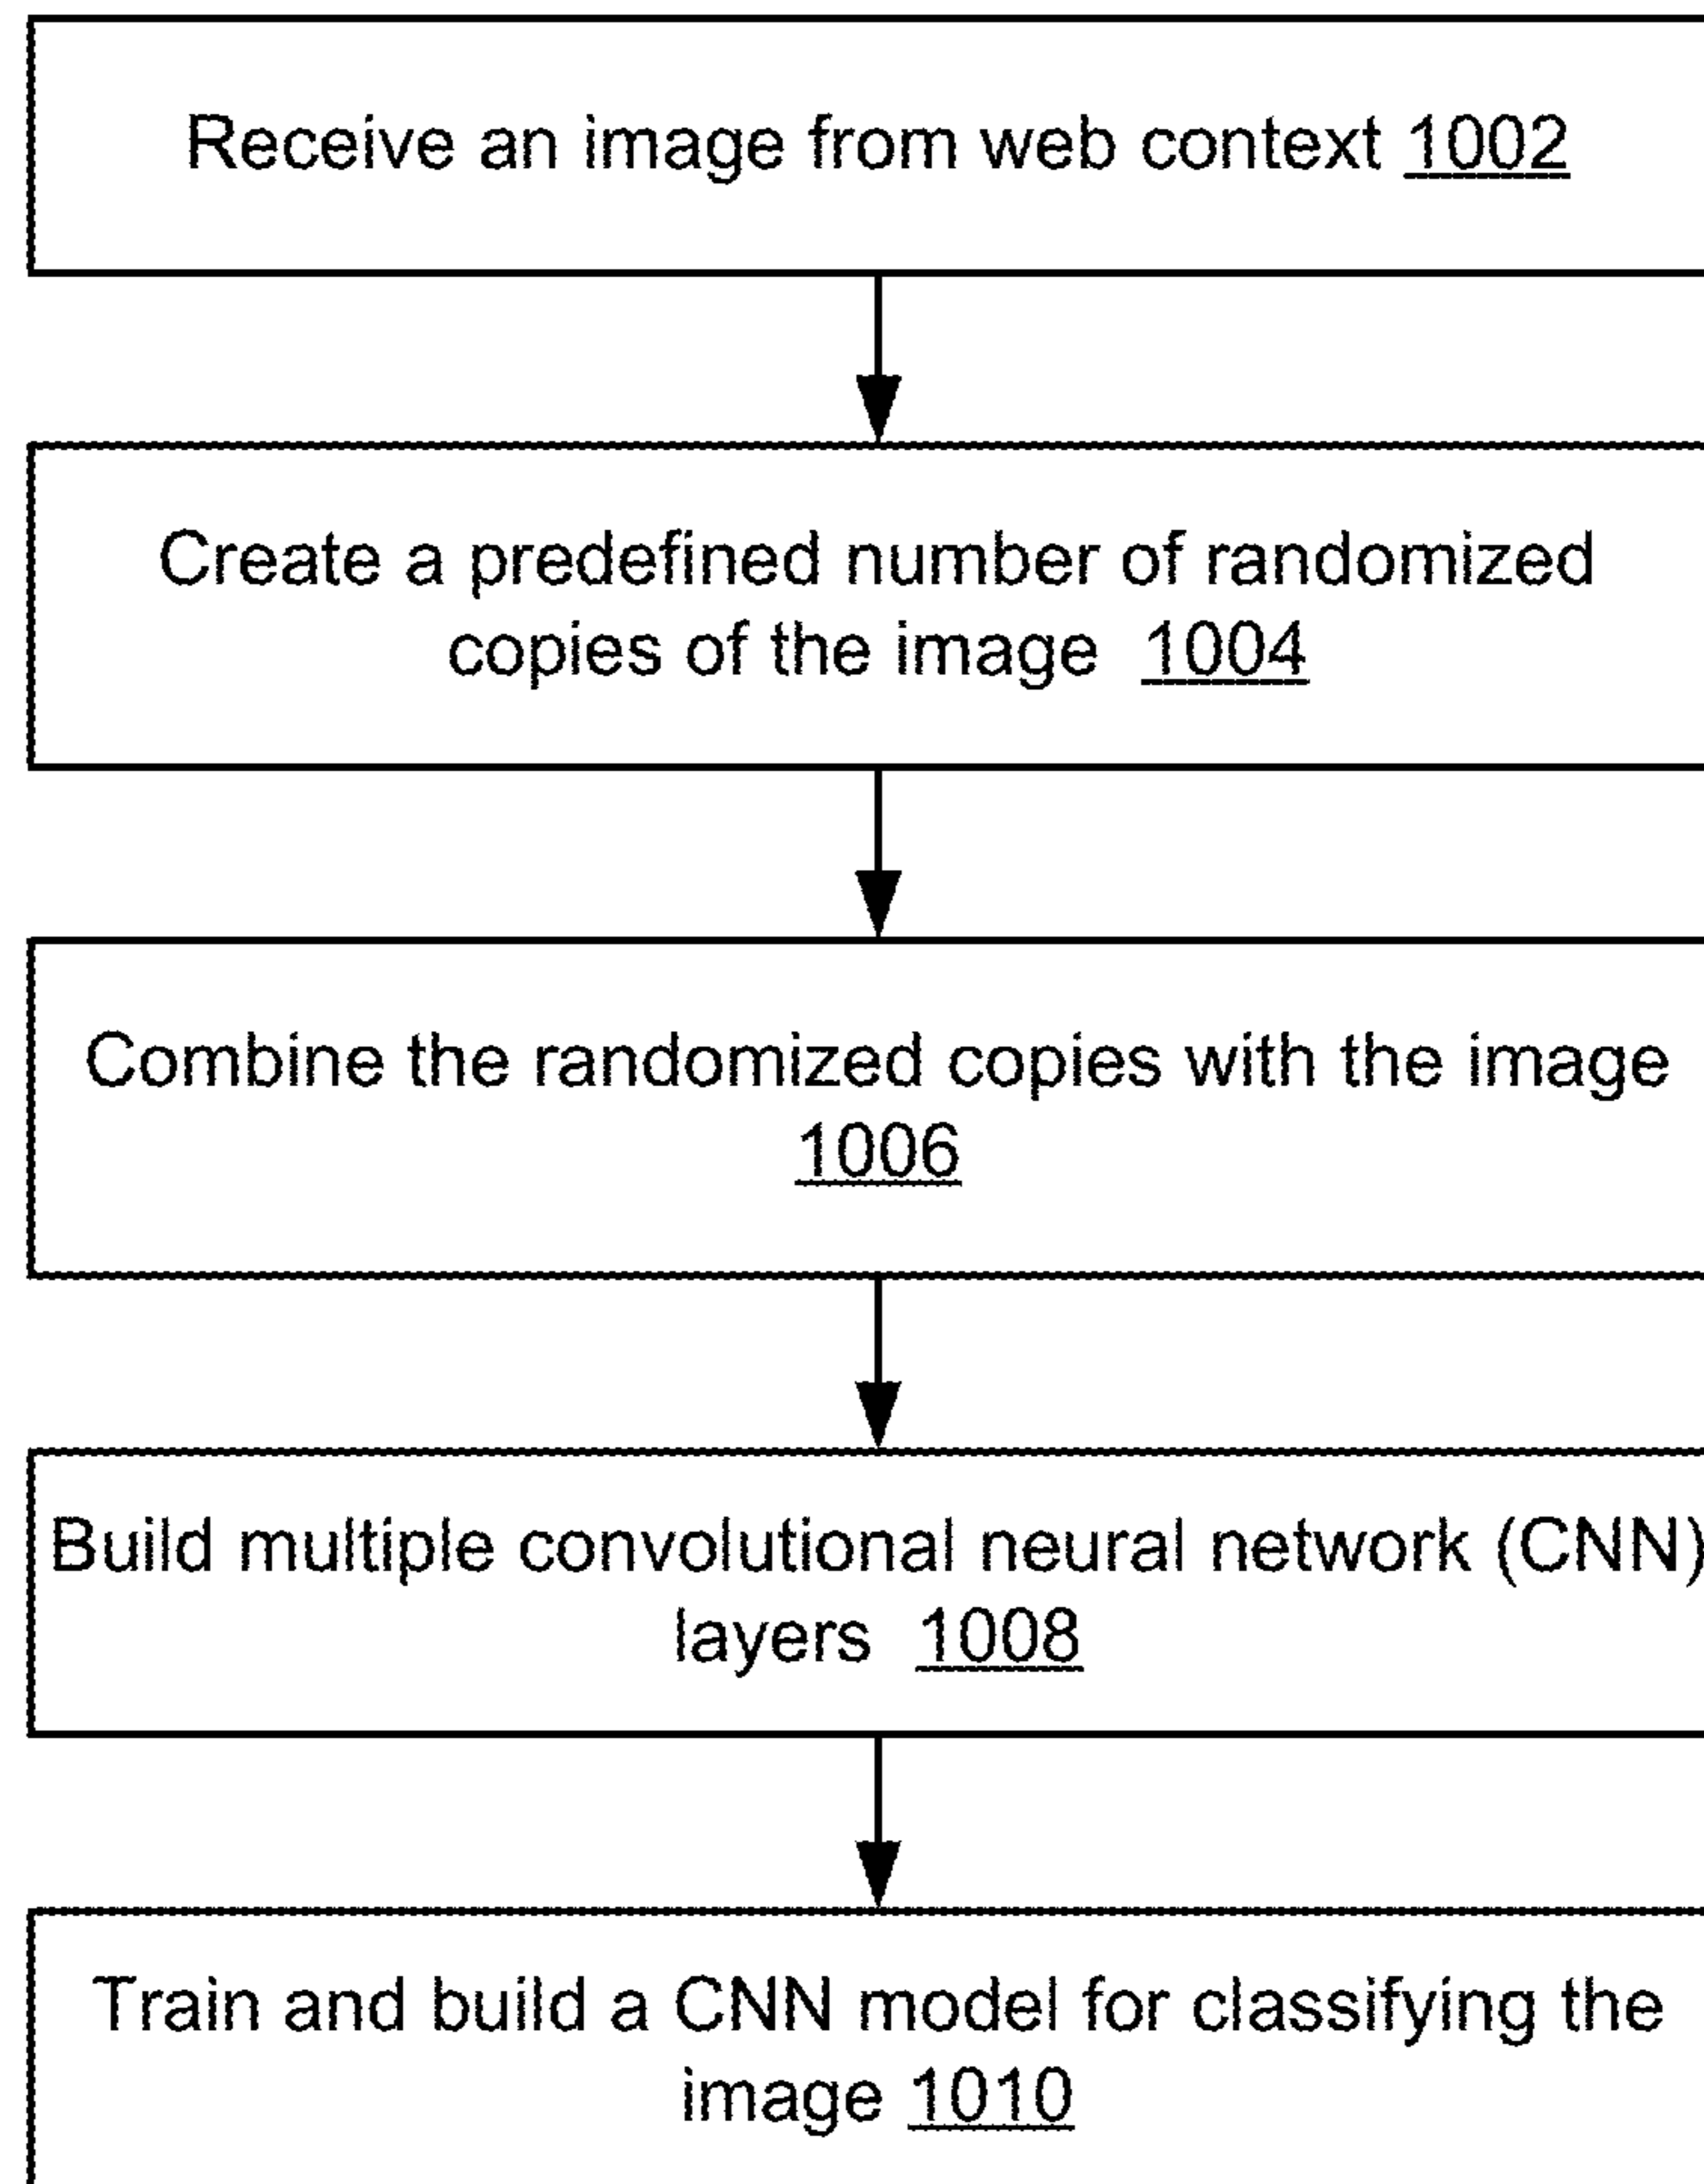 Receive an image from web context 1002
Create a predefined number of randomized
copies of the image 1004
Combine the randomized copies with the image
1006
Build multiple convolutional neural network (CNN)
layers 1008
Train and build a CNN model for classifying the
image 1010